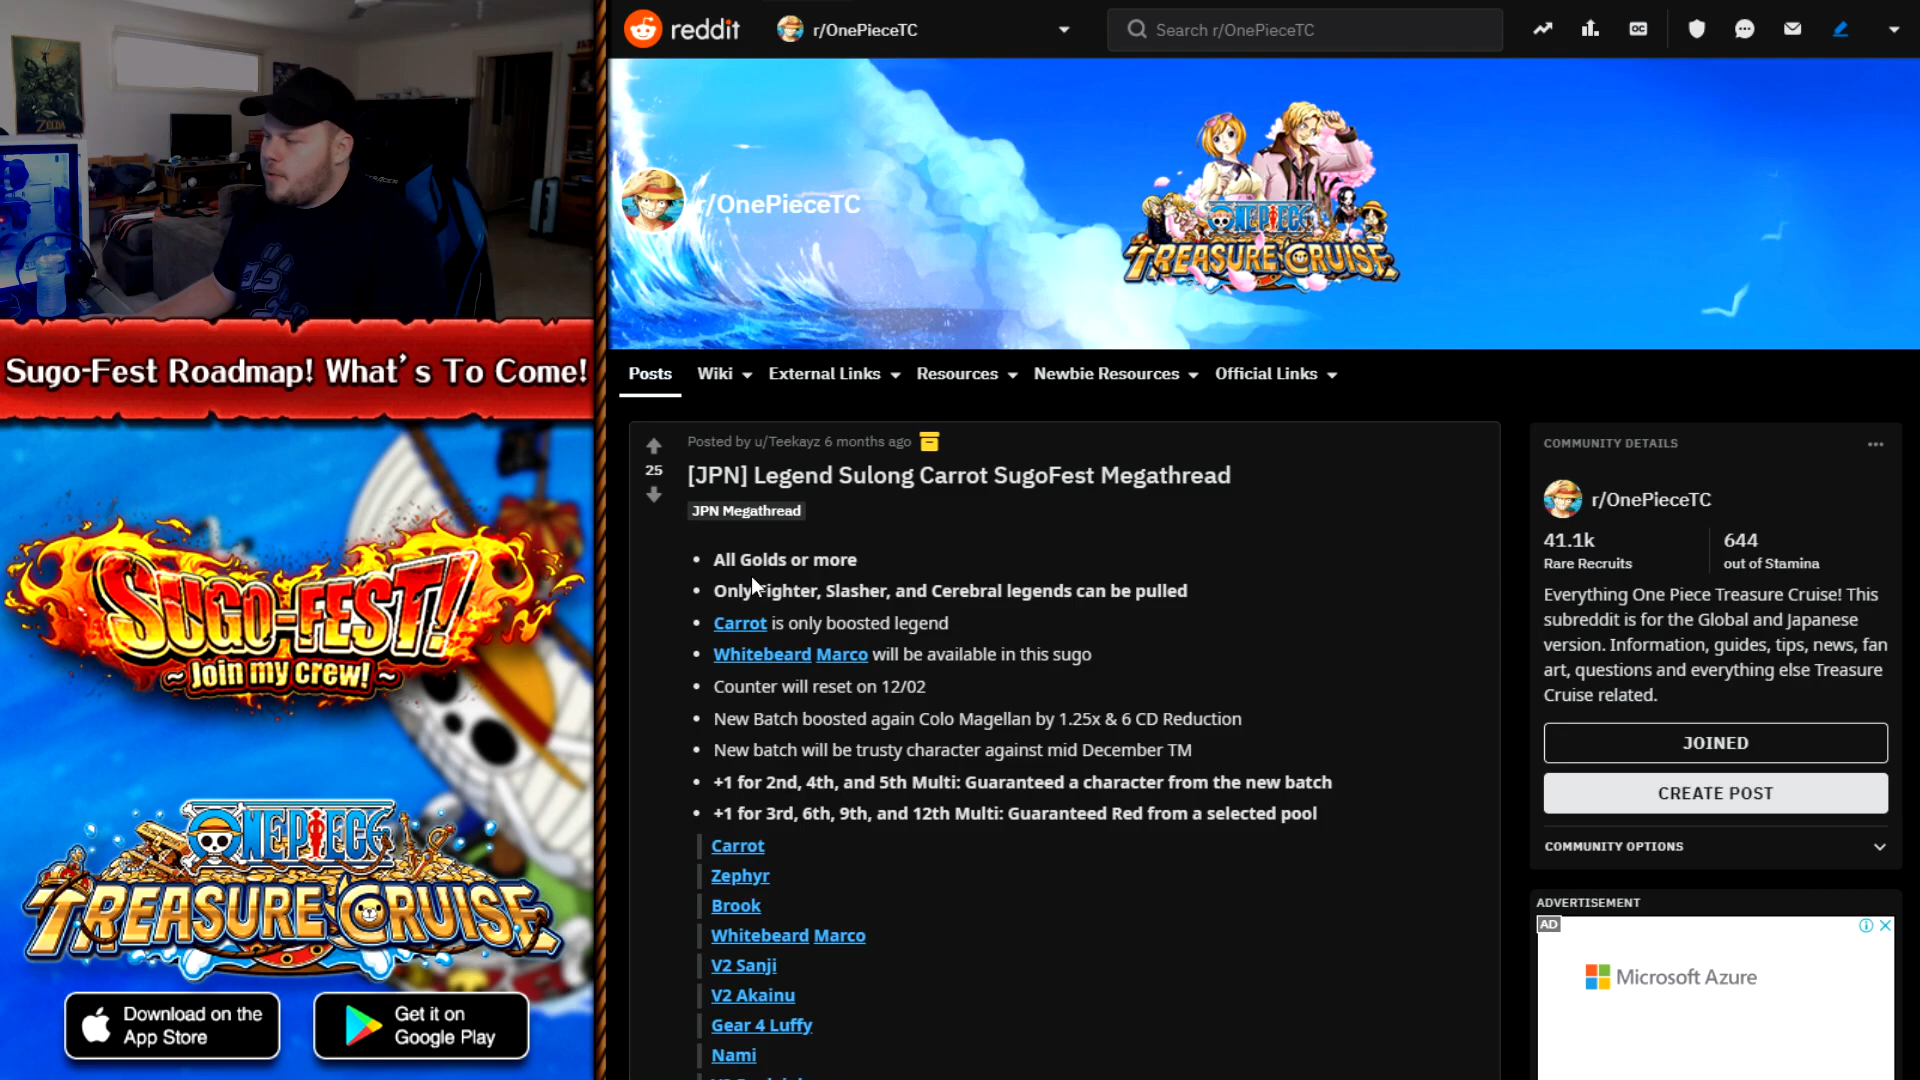 ZELDA
Sugo-Fest Roadmap! What's To Come!
SUGO-FEST!
~ Join my crew! ~
ONE PIECE
TREASURE CRUISE
Download on the
App Store
Get it on
Google Play
reddit
r/OnePieceTC
Search r/OnePieceTC
r/OnePieceTC
ONE PIECE
TREASURE CRUISE
Posts
Wiki
External Links
Resources
Newbie Resources
Official Links
Posted by u/Teekayz 6 months ago
25
[JPN] Legend Sulong Carrot SugoFest Megathread
JPN Megathread
• All Golds or more
• Only Fighter, Slasher, and Cerebral legends can be pulled
• Carrot is only boosted legend
• Whitebeard Marco will be available in this sugo
• Counter will reset on 12/02
• New Batch boosted again Colo Magellan by 1.25x & 6 CD Reduction
• New batch will be trusty character against mid December TM
• +1 for 2nd, 4th, and 5th Multi: Guaranteed a character from the new batch
• +1 for 3rd, 6th, 9th, and 12th Multi: Guaranteed Red from a selected pool
Carrot
Zephyr
Brook
Whitebeard Marco
V2 Sanji
V2 Akainu
Gear 4 Luffy
Nami
COMMUNITY DETAILS
r/OnePieceTC
41.1k
Rare Recruits
644
out of Stamina
Everything One Piece Treasure Cruise! This
subreddit is for the Global and Japanese
version. Information, guides, tips, news, fan
art, questions and everything else Treasure
Cruise related.
JOINED
CREATE POST
COMMUNITY OPTIONS
ADVERTISEMENT
AD
Microsoft Azure